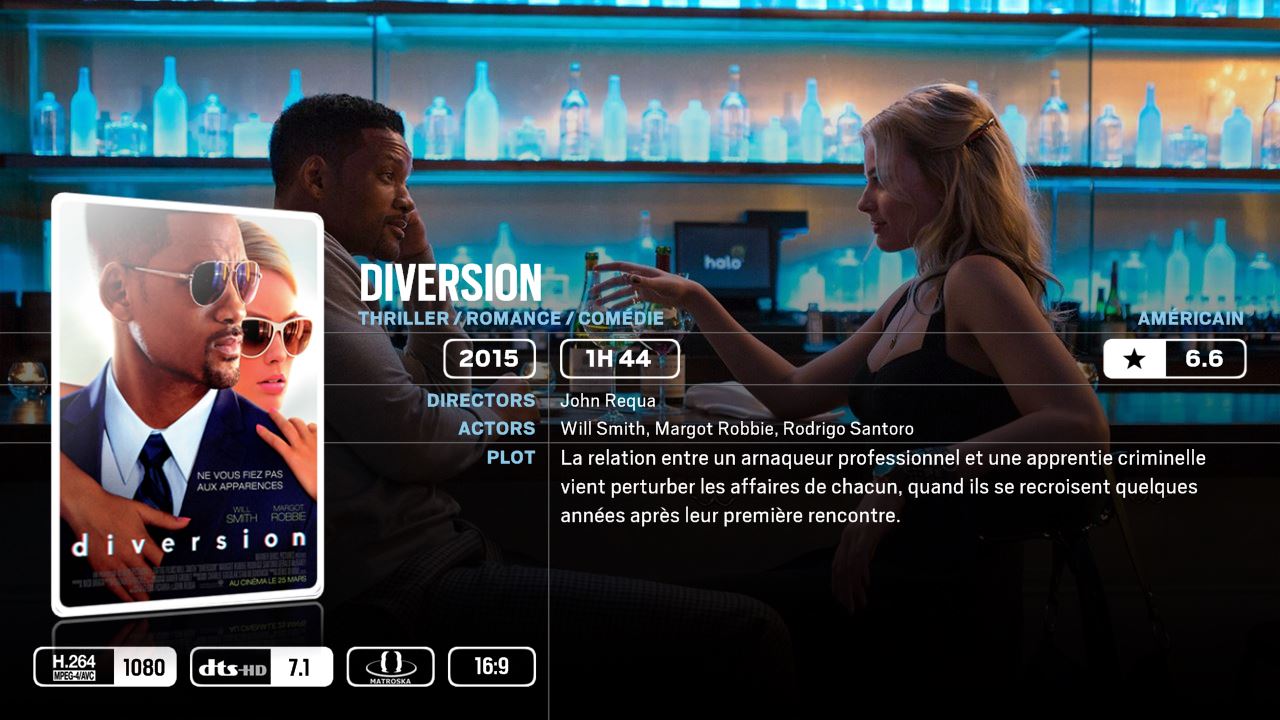 halo
DIVERSION
THRILLER / ROMANCE / COMÉDIE
AMÉRICAIN
2015
1H 44
★ 6.6
DIRECTORS John Requa
ACTORS Will Smith, Margot Robbie, Rodrigo Santoro
PLOT La relation entre un arnaqueur professionnel et une apprentie criminelle
vient perturber les affaires de chacun, quand ils se recroisent quelques
années après leur première rencontre.
NE VOUS FIEZ PAS
AUX APPARENCES
WILL SMITH
MARGOT ROBBIE
diversion
AU CINÉMA LE 25 MARS
H.264
MPEG-4/AVC
1080
dts-HD
7.1
MATROSKA
16:9